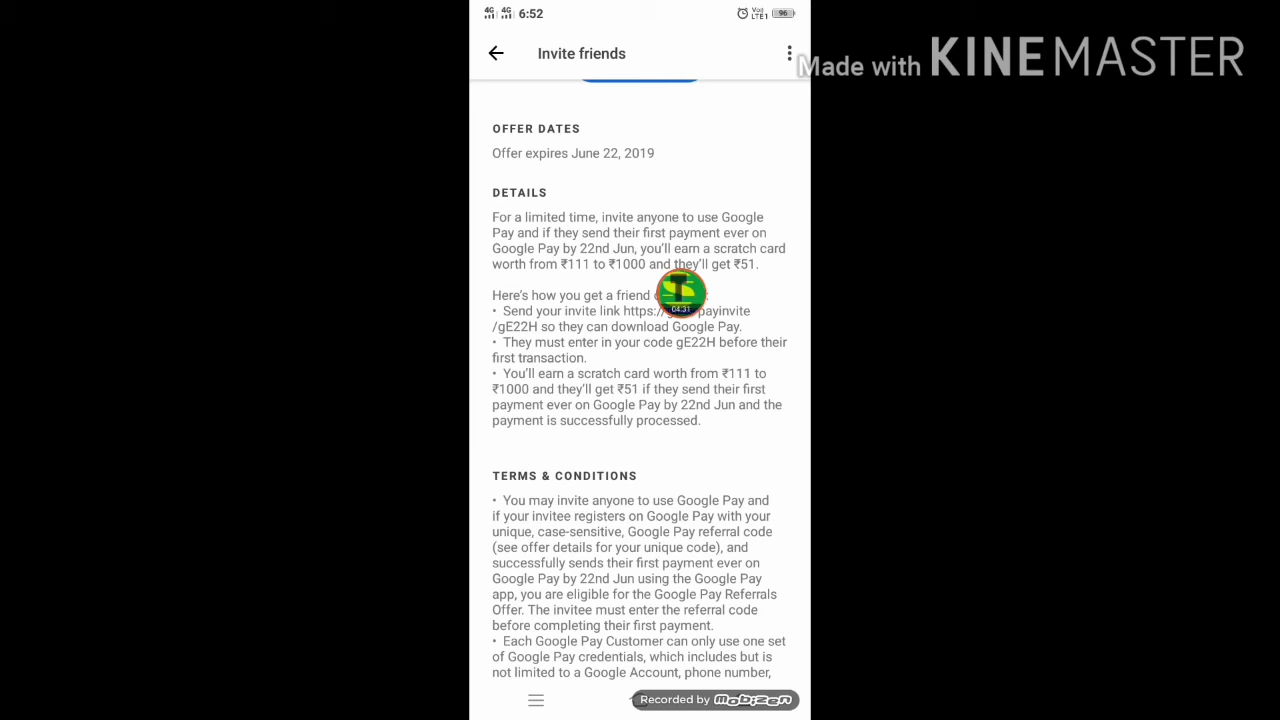 4G 4G 6:52 Vo) LTE1 96
Invite friends
Made with KINEMASTER
OFFER DATES
Offer expires June 22, 2019
DETAILS
For a limited time, invite anyone to use Google
Pay and if they send their first payment ever on
Google Pay by 22nd Jun, you'll earn a scratch card
worth from ₹111 to ₹1000 and they'll get ₹51.
Here's how you get a friend
• Send your invite link https:// payinvite
04:31
/gE22H so they can download Google Pay.
• They must enter in your code gE22H before their
first transaction.
• You'll earn a scratch card worth from ₹111 to
₹1000 and they'll get ₹51 if they send their first
payment ever on Google Pay by 22nd Jun and the
payment is successfully processed.
TERMS & CONDITIONS
• You may invite anyone to use Google Pay and
if your invitee registers on Google Pay with your
unique, case-sensitive, Google Pay referral code
(see offer details for your unique code), and
successfully sends their first payment ever on
Google Pay by 22nd Jun using the Google Pay
app, you are eligible for the Google Pay Referrals
Offer. The invitee must enter the referral code
before completing their first payment.
• Each Google Pay Customer can only use one set
of Google Pay credentials, which includes but is
not limited to a Google Account, phone number,
Recorded by MOBIZEN